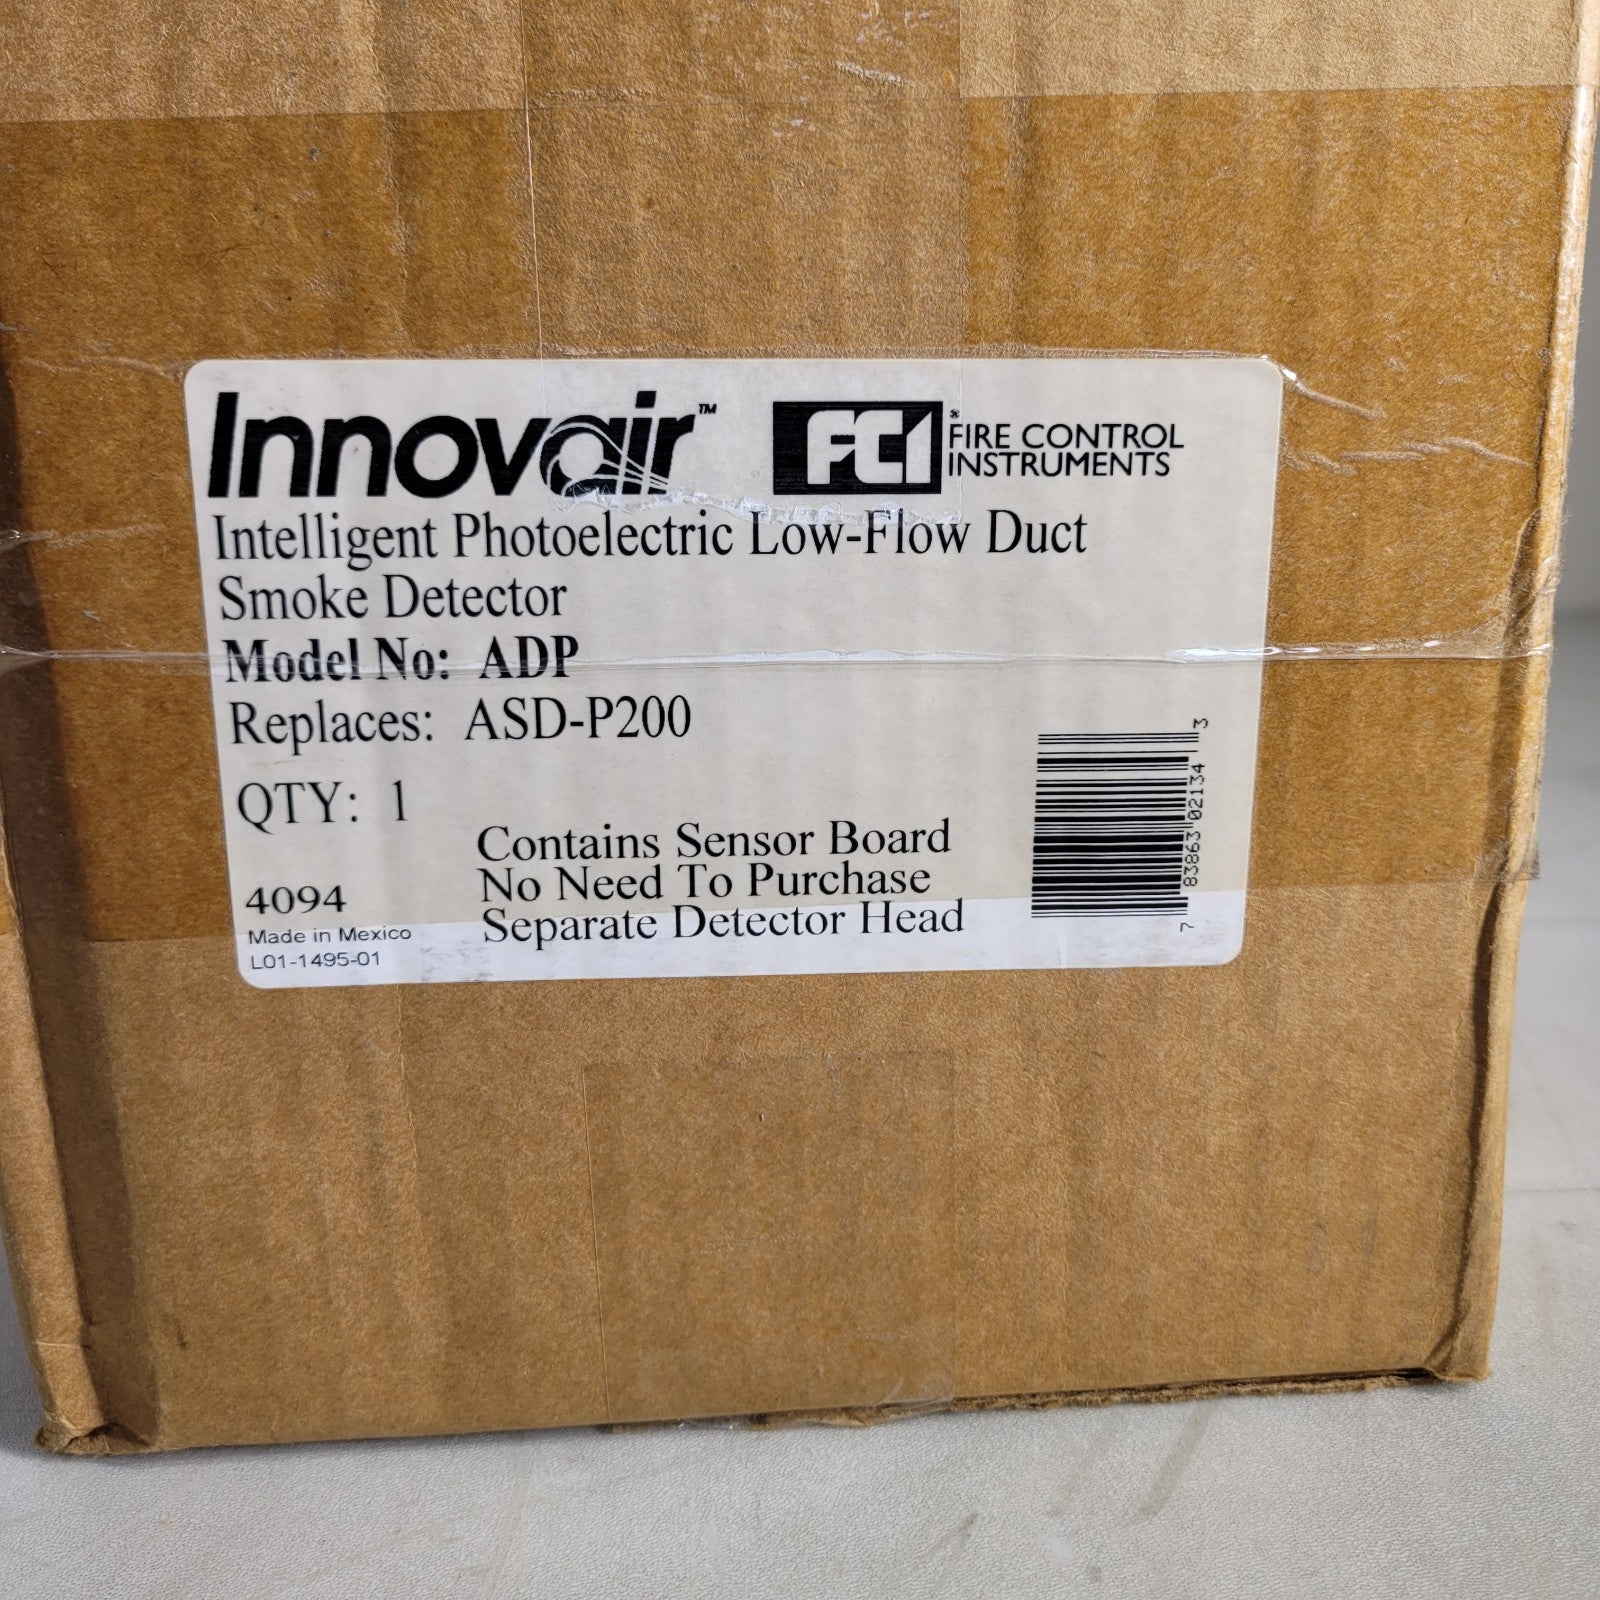 Innovair™
FCI® FIRE CONTROL
INSTRUMENTS
Intelligent Photoelectric Low-Flow Duct
Smoke Detector
Model No: ADP
Replaces: ASD-P200
QTY: 1
Contains Sensor Board
No Need To Purchase
Separate Detector Head
4094
Made in Mexico
L01-1495-01
7 83863 02134 3